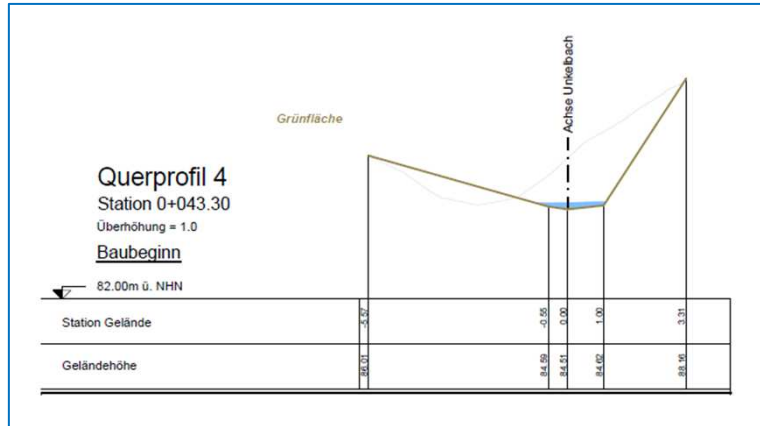 Achse Unkelbach
Grünfläche
Querprofil 4
Station 0+043.30
Überhöhung = 1.0
Baubeginn
82.00m ü. NHN
Station Gelände -5.57 -0.55 0.00 1.00 3.31
Geländehöhe 86.01 84.59 84.51 84.62 88.16